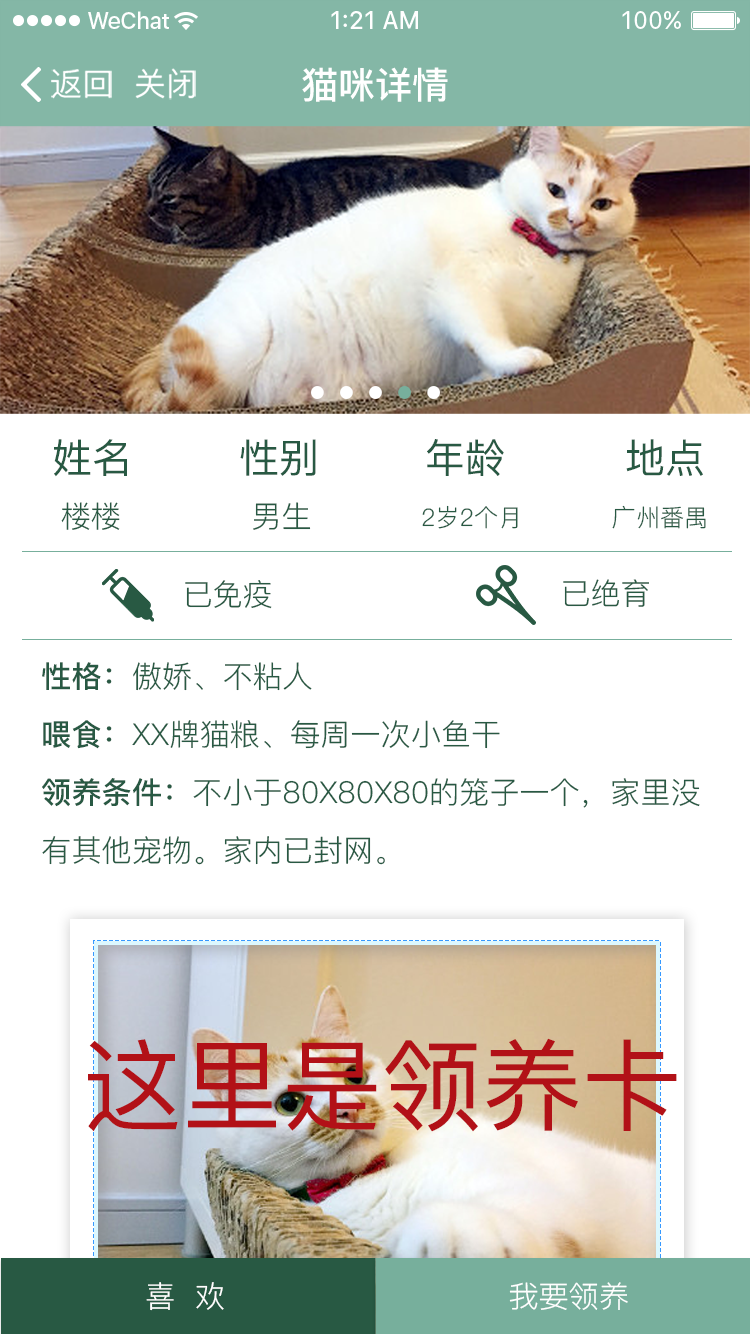 WeChat 1:21 AM 100%
返回 关闭 猫咪详情
姓名 性别 年龄 地点
楼楼 男生 2岁2个月 广州番禺
已免疫 已绝育
性格：傲娇、不粘人
喂食：XX牌猫粮、每周一次小鱼干
领养条件：不小于80X80X80的笼子一个，家里没
有其他宠物。家内已封网。
这里是领养卡
喜 欢 我要领养